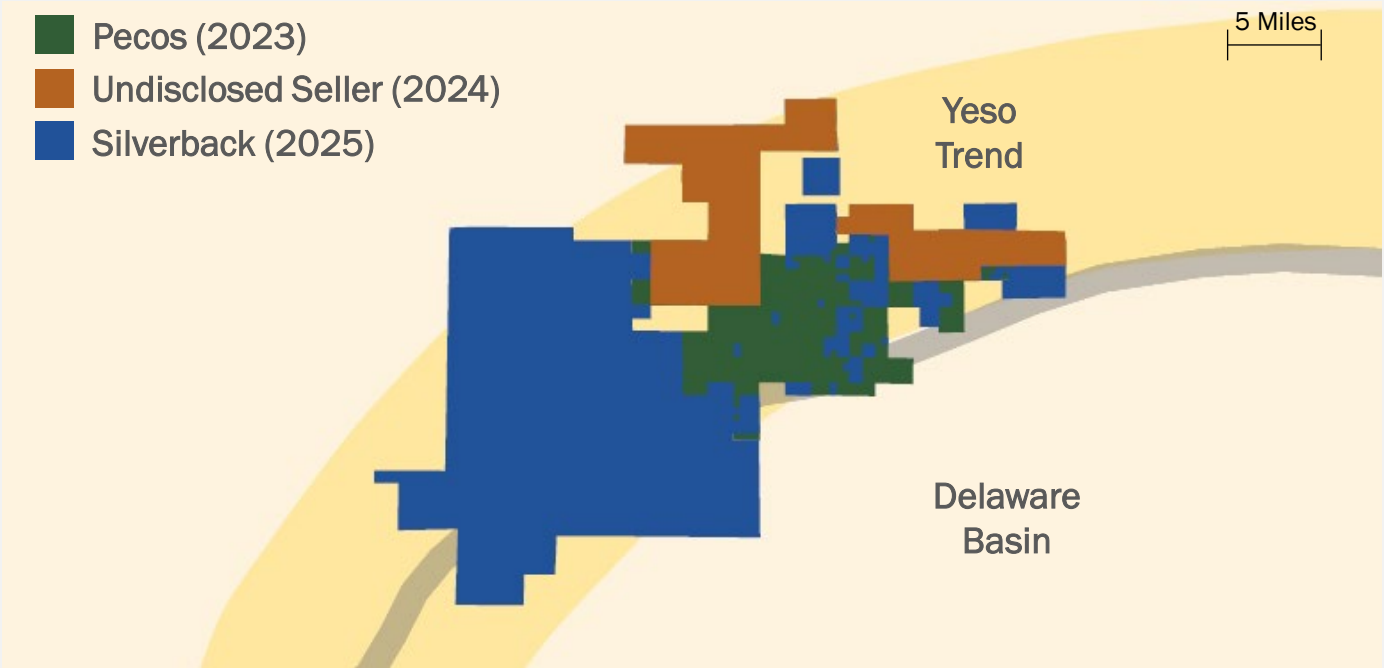 Pecos (2023)
Undisclosed Seller (2024)
Silverback (2025)
5 Miles
Yeso
Trend
Delaware
Basin